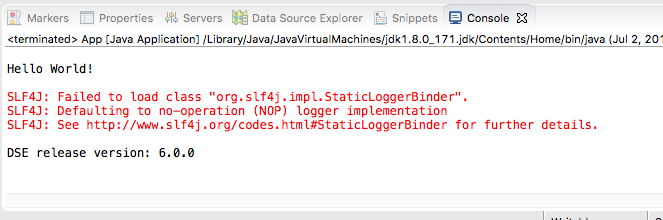 Markers Properties Servers Data Source Explorer Snippets Console
<terminated> App [Java Application] /Library/Java/JavaVirtualMachines/jdk1.8.0_171.jdk/Contents/Home/bin/java (Jul 2, 201
Hello World!
SLF4J: Failed to load class "org.slf4j.impl.StaticLoggerBinder".
SLF4J: Defaulting to no-operation (NOP) logger implementation
SLF4J: See http://www.slf4j.org/codes.html#StaticLoggerBinder for further details.
DSE release version: 6.0.0